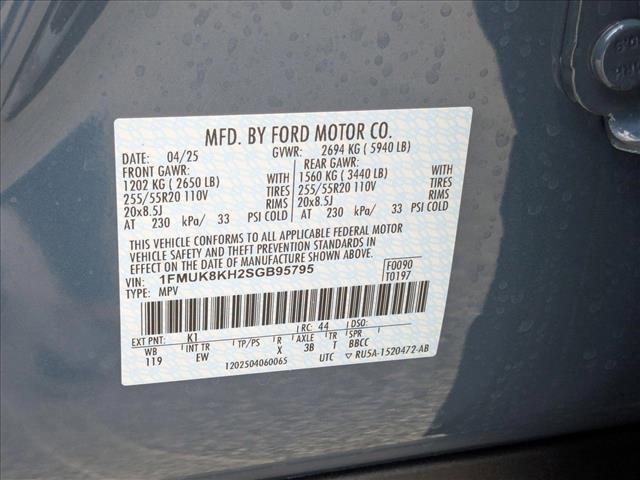 MFD. BY FORD MOTOR CO.
DATE: 04/25 GVWR: 2694 KG ( 5940 LB)
FRONT GAWR: REAR GAWR:
1202 KG ( 2650 LB) WITH 1560 KG ( 3440 LB) WITH
255/55R20 110V TIRES 255/55R20 110V TIRES
20x8.5J RIMS 20x8.5J RIMS
AT 230 kPa/ 33 PSI COLD AT 230 kPa/ 33 PSI COLD
THIS VEHICLE CONFORMS TO ALL APPLICABLE FEDERAL MOTOR
VEHICLE SAFETY AND THEFT PREVENTION STANDARDS IN
EFFECT ON THE DATE OF MANUFACTURE SHOWN ABOVE.
VIN: 1FMUK8KH2SGB95795 F0090
TYPE: MPV T0197
EXT PNT: K1 RC: 44 DSO:
WB INT TR TP/PS R AXLE TR SPR
119 EW X 3B T BBCC
1202504060065 UTC RU5A-1520472-AB